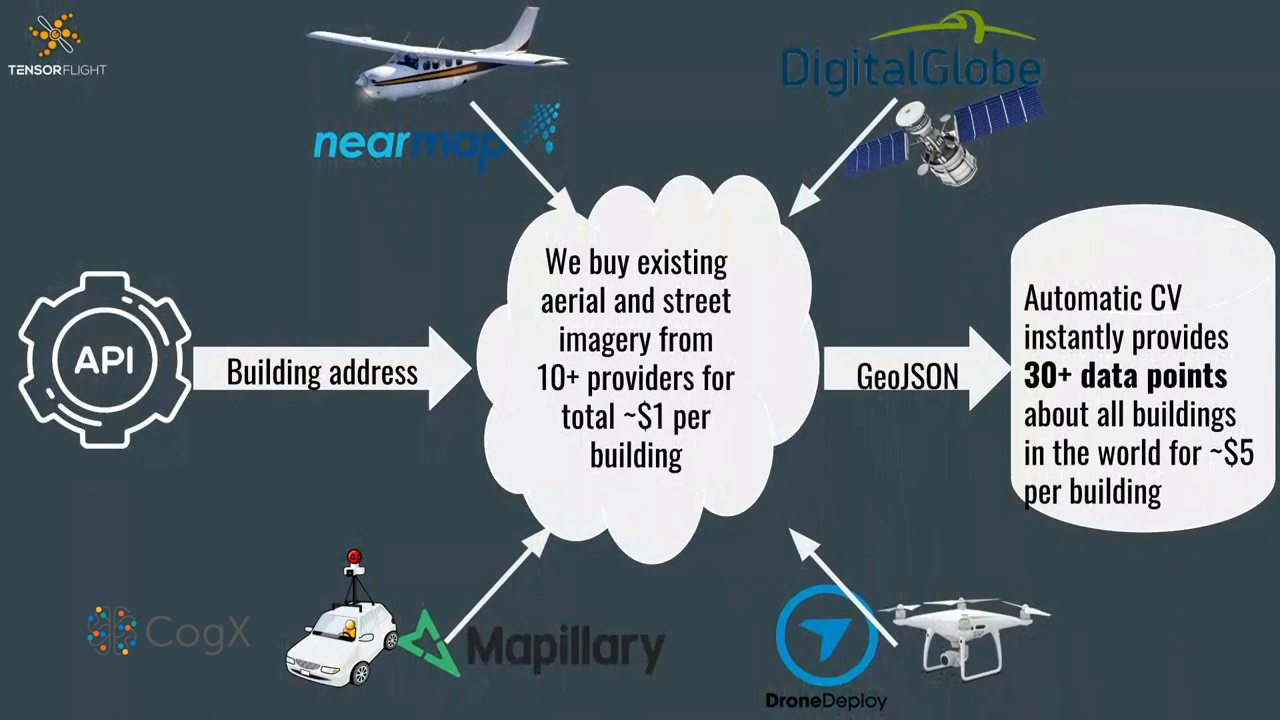 TENSORFLIGHT
nearmap
DigitalGlobe
API
Building address
We buy existing
aerial and street
imagery from
10+ providers for
total ~$1 per
building
GeoJSON
Automatic CV
instantly provides
30+ data points
about all buildings
in the world for ~$5
per building
CogX
Mapillary
DroneDeploy